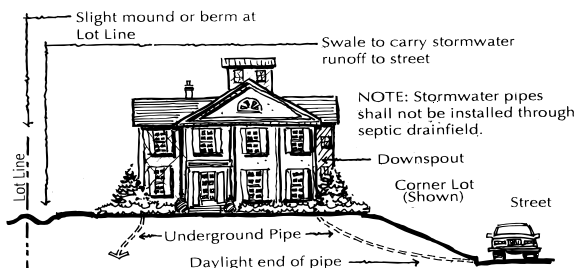 Slight mound or berm at
Lot Line
Swale to carry stormwater
runoff to street
NOTE: Stormwater pipes
shall not be installed through
septic drainfield.
Downspout
Corner Lot
(Shown)
Lot Line
Street
Underground Pipe
Daylight end of pipe